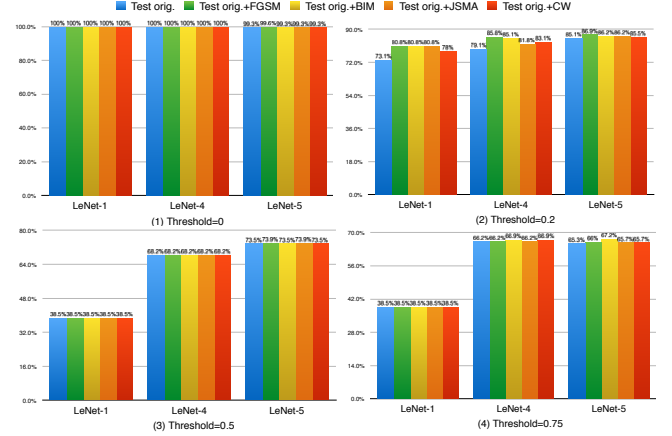 Test orig. Test orig.+FGSM Test orig.+BIM Test orig.+JSMA Test orig.+CW
100% 100% 100% 100% 100% 100% 100% 100% 100% 100% 99.3% 99.6% 99.3% 99.3% 99.3%
100.0%
80.0%
60.0%
40.0%
20.0%
0.0%
LeNet-1 LeNet-4 LeNet-5
(1) Threshold=0
73.1% 80.8% 80.8% 80.8% 78% 79.1% 85.8% 85.1% 81.8% 83.1% 85.1% 86.9% 86.2% 86.2% 85.5%
90.0%
72.0%
54.0%
36.0%
18.0%
0.0%
LeNet-1 LeNet-4 LeNet-5
(2) Threshold=0.2
80.0%
64.0%
48.0%
32.0%
16.0%
0.0%
38.5% 38.5% 38.5% 38.5% 38.5% 68.2% 68.2% 68.2% 68.2% 68.2% 73.5% 73.9% 73.5% 73.9% 73.5%
LeNet-1 LeNet-4 LeNet-5
(3) Threshold=0.5
70.0%
56.0%
42.0%
28.0%
14.0%
0.0%
38.5% 38.5% 38.5% 38.5% 38.5% 66.2% 66.2% 66.9% 66.2% 66.9% 65.3% 66% 67.2% 65.7% 65.7%
LeNet-1 LeNet-4 LeNet-5
(4) Threshold=0.75